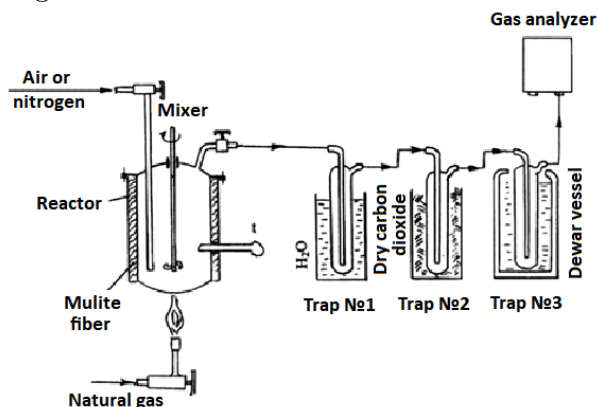 Gas analyzer
Air or
nitrogen
Mixer
Reactor
Mulite
fiber
Natural gas
H₂O
Dry carbon
dioxide
Dewar vessel
Trap №1
Trap №2
Trap №3